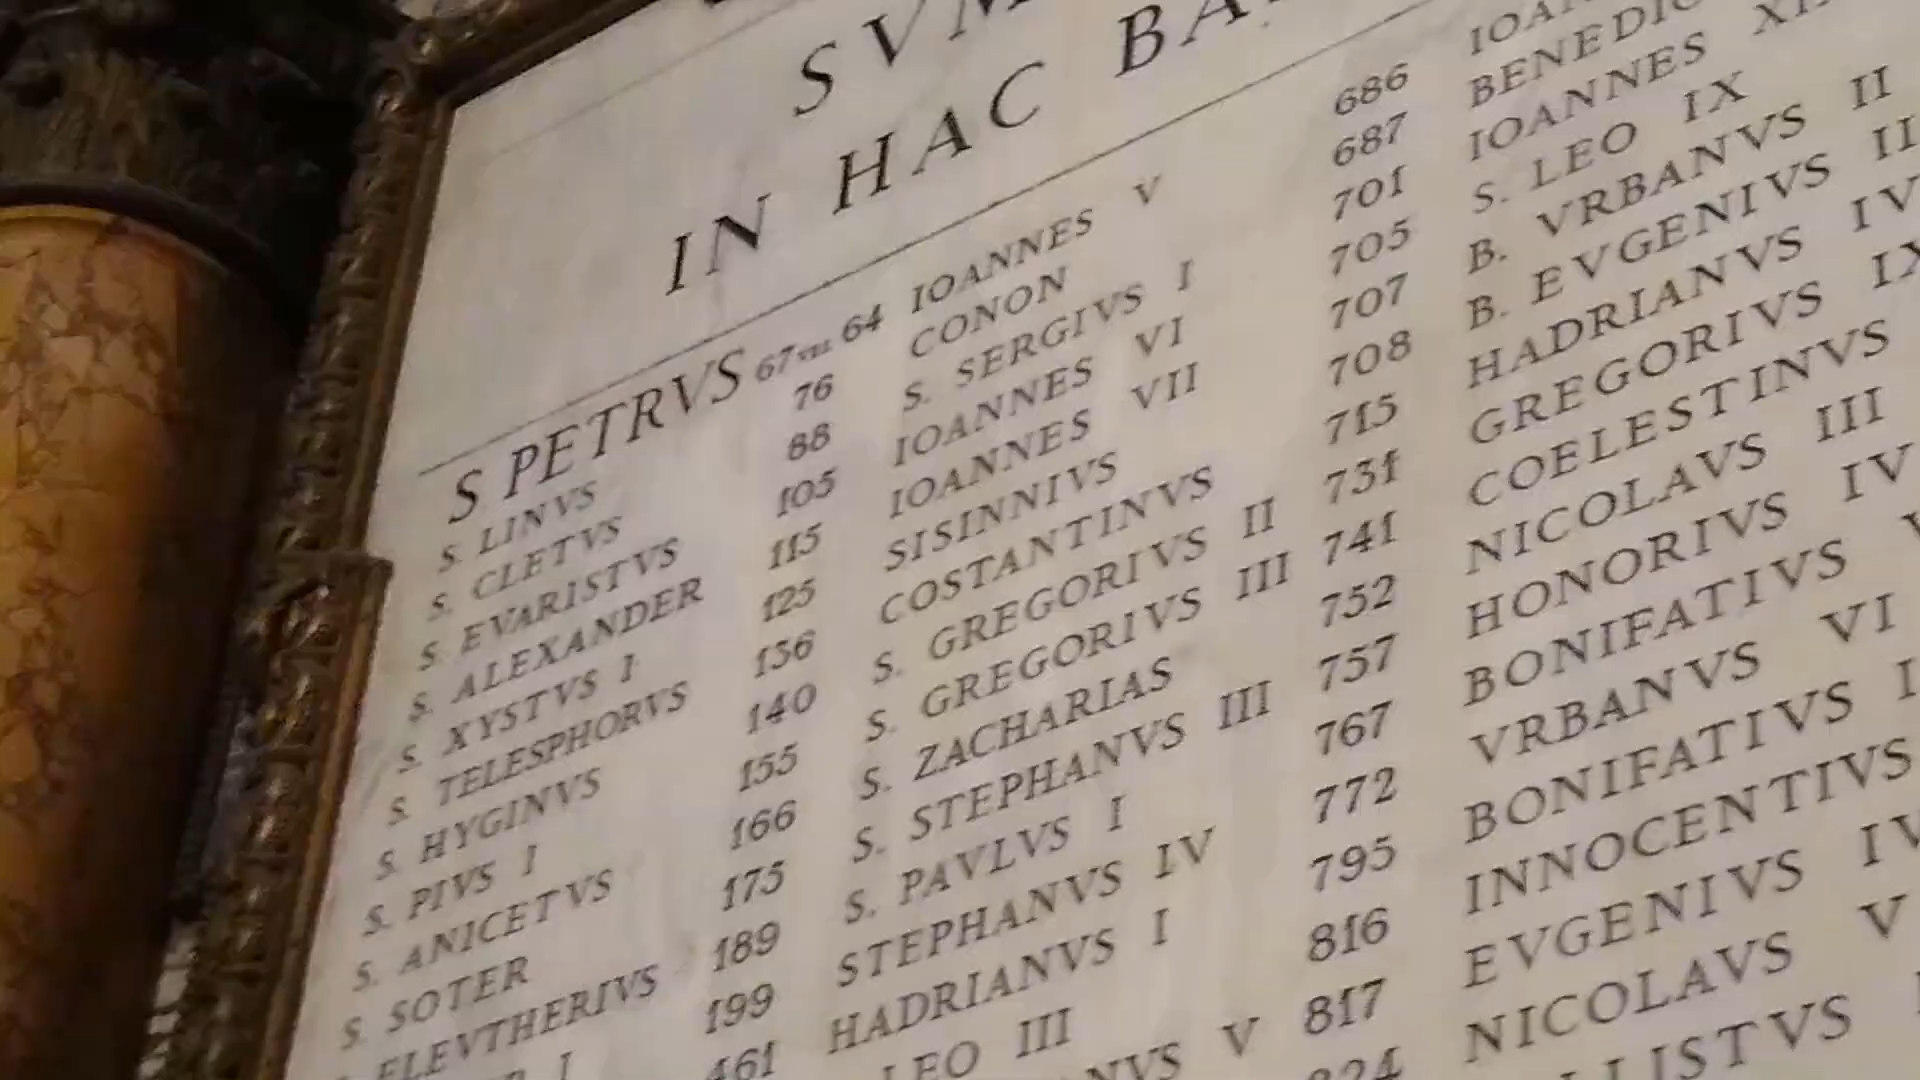 SVM
IN HAC BA
S PETRVS 67 VEL 64
S. LINVS 76
S. CLETVS 88
S. EVARISTVS 105
S. ALEXANDER 115
S. XYSTVS I 125
S. TELESPHORVS 136
S. HYGINVS 140
S. PIVS I 155
S. ANICETVS 166
S. SOTER 175
ELEVTHERIVS 189
I 199
461
IOANNES V 686
CONON 687
S. SERGIVS I 701
IOANNES VI 705
IOANNES VII 707
SISINNIVS 708
COSTANTINVS 715
S. GREGORIVS II 731
S. GREGORIVS III 741
S. ZACHARIAS 752
S. STEPHANVS III 757
S. PAVLVS I 767
STEPHANVS IV 772
HADRIANVS I 795
LEO III 816
NVS V 817
824
IOAN
BENEDIC
IOANNES XI
S. LEO IX
B. VRBANVS II
B. EVGENIVS II
HADRIANVS IV
GREGORIVS IX
COELESTINVS
NICOLAVS III
HONORIVS IV
BONIFATIVS V
VRBANVS VI
BONIFATIVS I
INNOCENTIVS
EVGENIVS IV
NICOLAVS V
LLISTVS